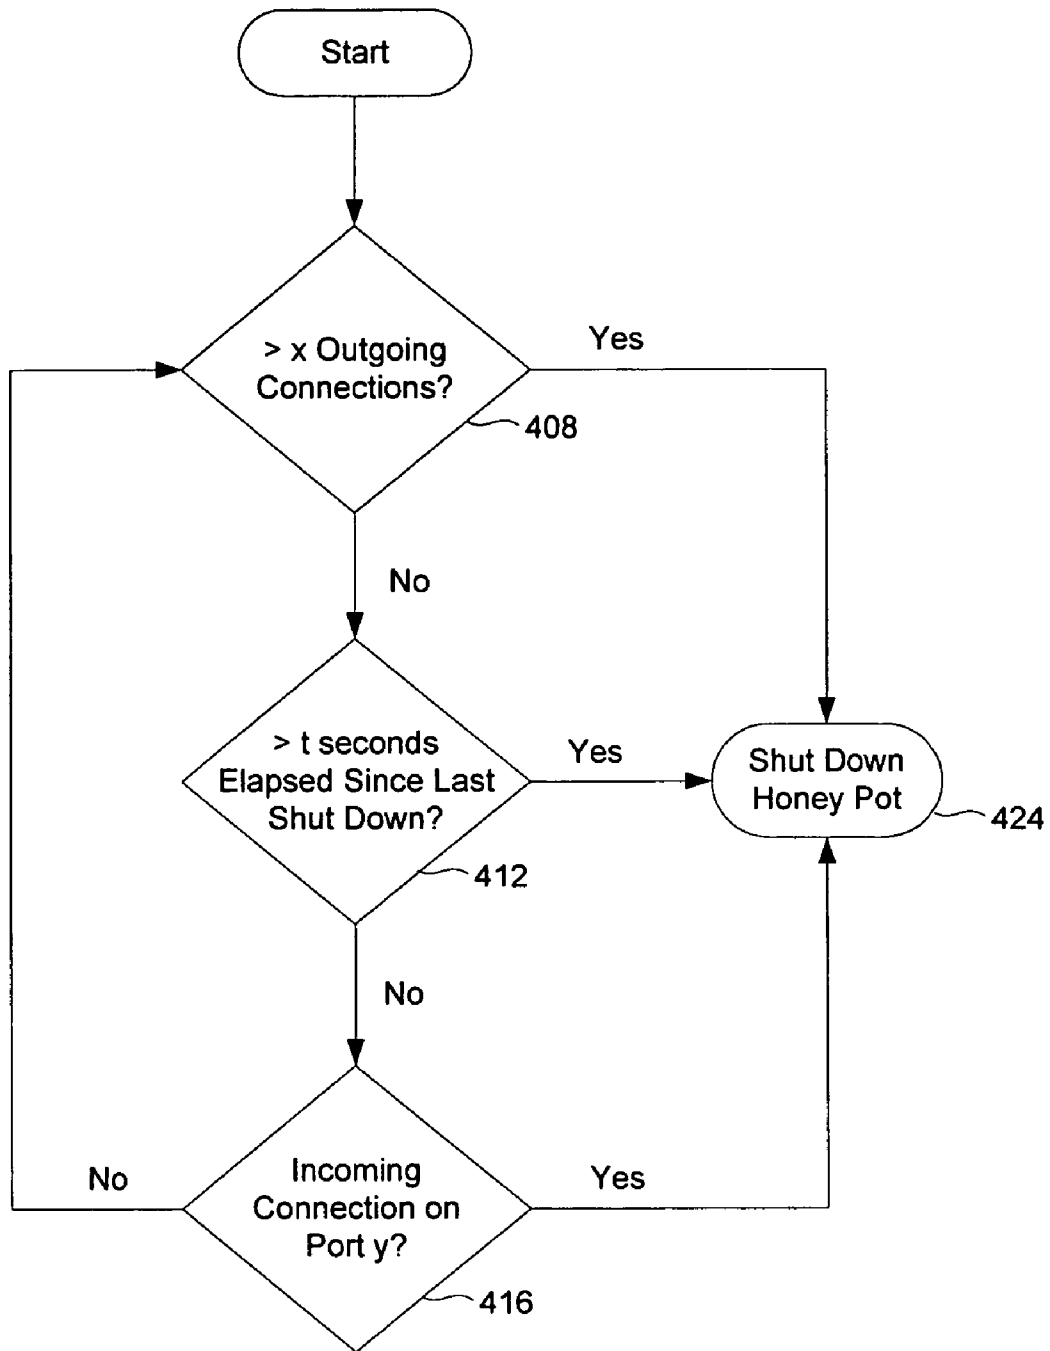 Start
> x Outgoing
Connections?
Yes
408
No
> t seconds
Elapsed Since Last
Shut Down?
Yes
412
Shut Down
Honey Pot
424
No
Incoming
Connection on
Port y?
No
Yes
416